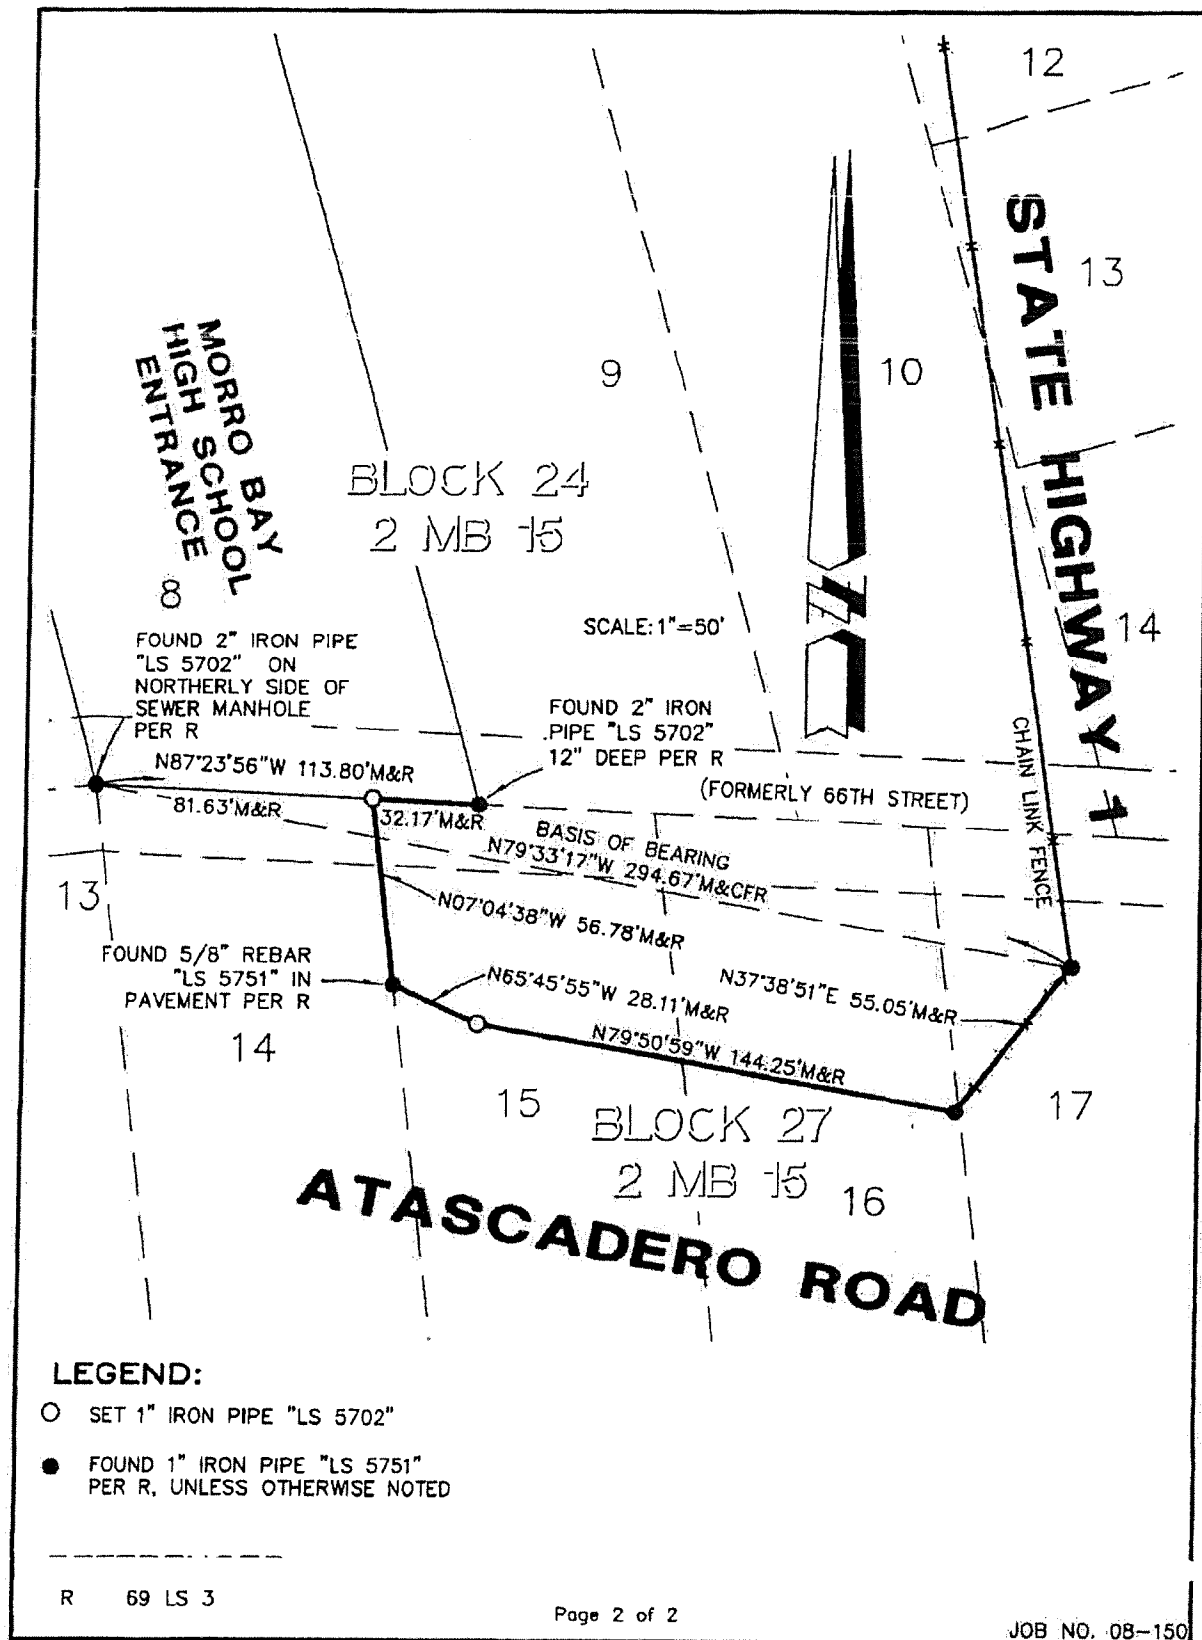 12
STATE HIGHWAY 1
13
9
10
MORRO BAY
HIGH SCHOOL
ENTRANCE
BLOCK 24
2 MB 15
8
SCALE: 1"=50'
14
FOUND 2" IRON PIPE
"LS 5702" ON
NORTHERLY SIDE OF
SEWER MANHOLE
PER R
FOUND 2" IRON
PIPE "LS 5702"
12" DEEP PER R
CHAIN LINK FENCE
N87°23'56"W 113.80'M&R
(FORMERLY 66TH STREET)
81.63'M&R
32.17'M&R
BASIS OF BEARING
N79°33'17"W 294.67'M&CFR
13
N07°04'38"W 56.78'M&R
FOUND 5/8" REBAR
"LS 5751" IN
PAVEMENT PER R
N65°45'55"W 28.11'M&R
N37°38'51"E 55.05'M&R
14
N79°50'59"W 144.25'M&R
15
BLOCK 27
2 MB 15
17
16
ATASCADERO ROAD
LEGEND:
SET 1" IRON PIPE "LS 5702"
FOUND 1" IRON PIPE "LS 5751"
PER R, UNLESS OTHERWISE NOTED
R 69 LS 3
Page 2 of 2
JOB NO. 08-150